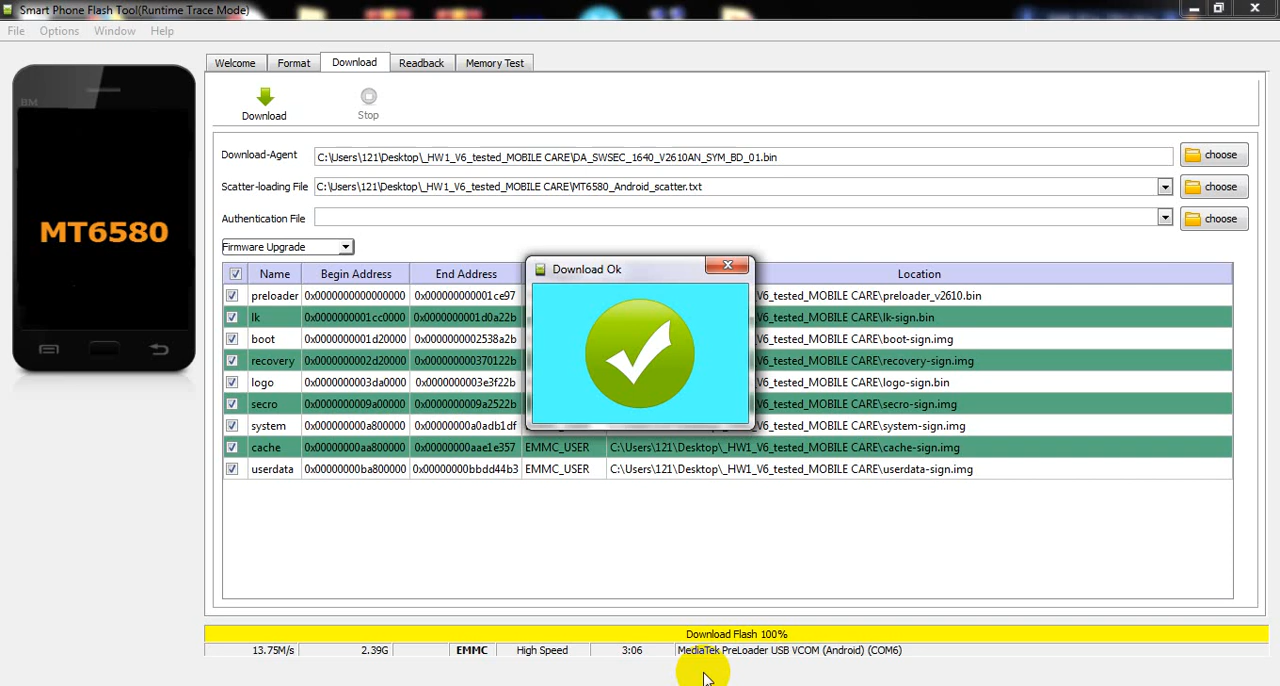 Smart Phone Flash Tool(Runtime Trace Mode)
File Options Window Help
Welcome Format Download Readback Memory Test
BM
MT6580
Download Stop
Download-Agent C:\Users\121\Desktop\_HW1_V6_tested_MOBILE CARE\DA_SWSEC_1640_V2610AN_SYM_BD_01.bin choose
Scatter-loading File C:\Users\121\Desktop\_HW1_V6_tested_MOBILE CARE\MT6580_Android_scatter.txt choose
Authentication File choose
Firmware Upgrade
Download Ok
Name Begin Address End Address Location
preloader 0x0000000000000000 0x000000000001ce97 V6_tested_MOBILE CARE\preloader_v2610.bin
lk 0x0000000001cc0000 0x0000000001d0a22b V6_tested_MOBILE CARE\lk-sign.bin
boot 0x0000000001d20000 0x0000000002538a2b V6_tested_MOBILE CARE\boot-sign.img
recovery 0x0000000002d20000 0x000000000370122b V6_tested_MOBILE CARE\recovery-sign.img
logo 0x0000000003da0000 0x0000000003e3f22b V6_tested_MOBILE CARE\logo-sign.bin
secro 0x0000000009a00000 0x0000000009a2522b V6_tested_MOBILE CARE\secro-sign.img
system 0x000000000a800000 0x00000000a0adb1df V6_tested_MOBILE CARE\system-sign.img
cache 0x00000000aa800000 0x00000000aae1e357 EMMC_USER C:\Users\121\Desktop\_HW1_V6_tested_MOBILE CARE\cache-sign.img
userdata 0x00000000ba800000 0x00000000bbdd44b3 EMMC_USER C:\Users\121\Desktop\_HW1_V6_tested_MOBILE CARE\userdata-sign.img
Download Flash 100%
13.75M/s 2.39G EMMC High Speed 3:06 MediaTek PreLoader USB VCOM (Android) (COM6)